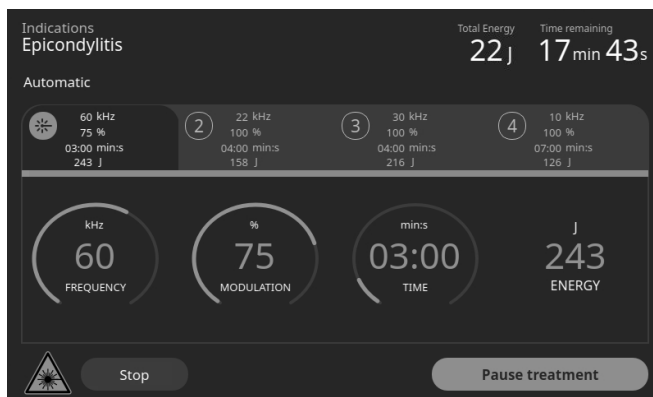 Indications
Epicondylitis
Total Energy
22 J
Time remaining
17 min 43 s
Automatic
60 kHz
75 %
03:00 min:s
243 J
2
22 kHz
100 %
04:00 min:s
158 J
3
30 kHz
100 %
04:00 min:s
216 J
4
10 kHz
100 %
07:00 min:s
126 J
kHz
60
FREQUENCY
%
75
MODULATION
min:s
03:00
TIME
J
243
ENERGY
Stop
Pause treatment